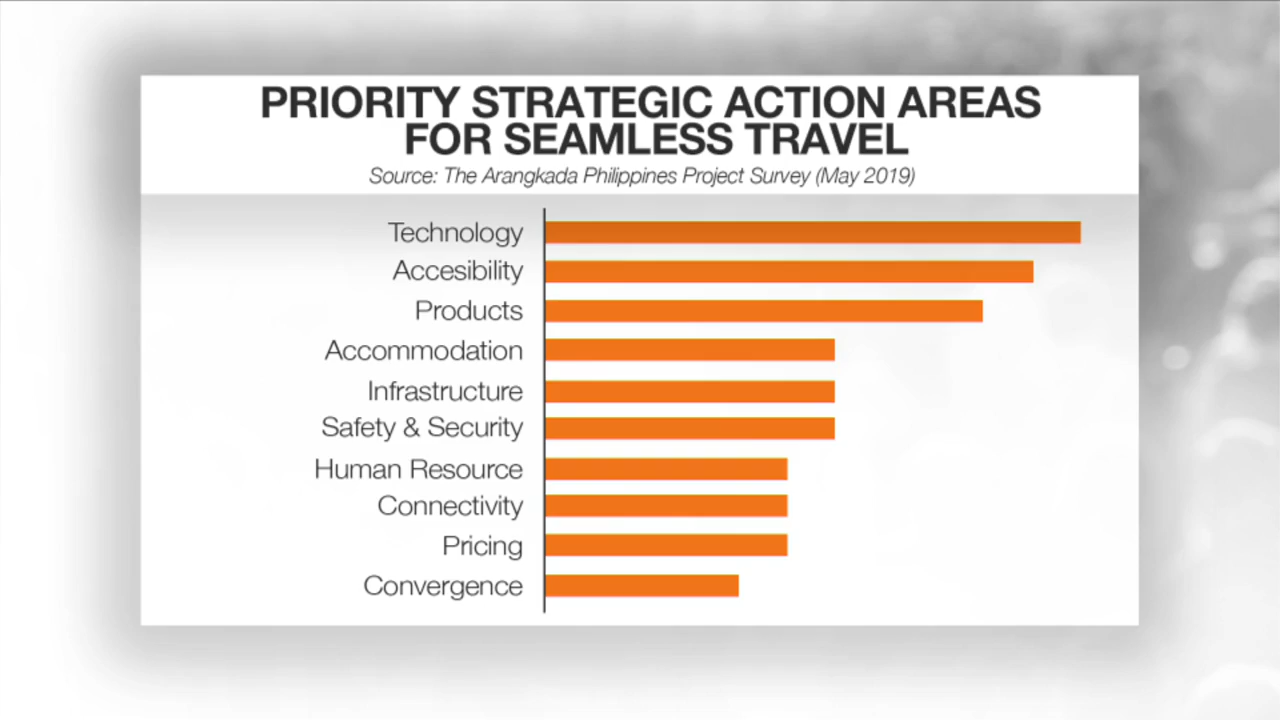 PRIORITY STRATEGIC ACTION AREAS
FOR SEAMLESS TRAVEL
Source: The Arangkada Philippines Project Survey (May 2019)
Technology
Accesibility
Products
Accommodation
Infrastructure
Safety & Security
Human Resource
Connectivity
Pricing
Convergence